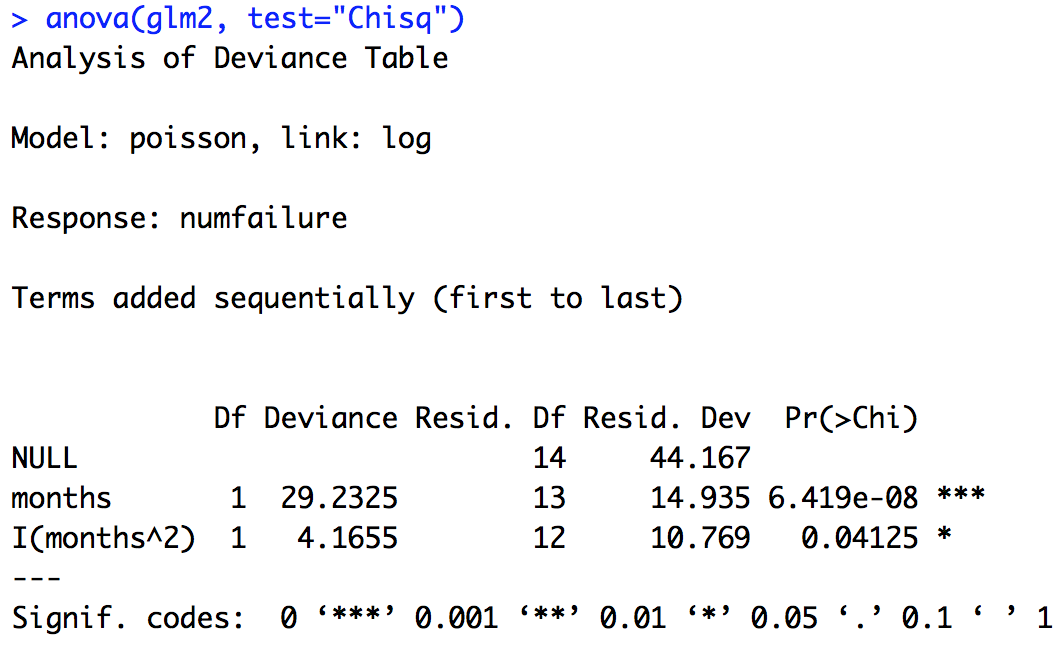 > anova(glm2, test="Chisq")
Analysis of Deviance Table
Model: poisson, link: log
Response: numfailure
Terms added sequentially (first to last)
Df Deviance Resid. Df Resid. Dev Pr(>Chi)
NULL 14 44.167
months 1 29.2325 13 14.935 6.419e-08 ***
I(months^2) 1 4.1655 12 10.769 0.04125 *
---
Signif. codes: 0 ‘***’ 0.001 ‘**’ 0.01 ‘*’ 0.05 ‘.’ 0.1 ‘ ’ 1